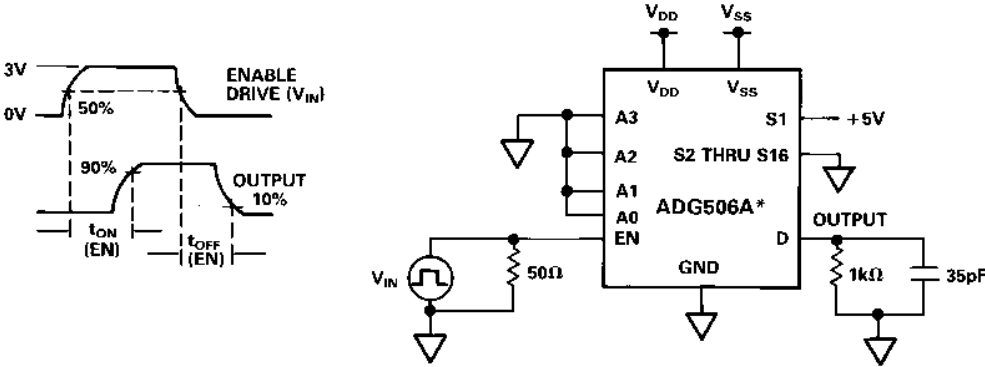 3V
0V
50%
ENABLE
DRIVE (VIN)
90%
OUTPUT
10%
tON
(EN)
tOFF
(EN)
VDD
VSS
VDD
VSS
A3
A2
A1
A0
EN
S1
+5V
S2 THRU S16
ADG506A*
D
GND
OUTPUT
VIN
50Ω
1kΩ
35pF